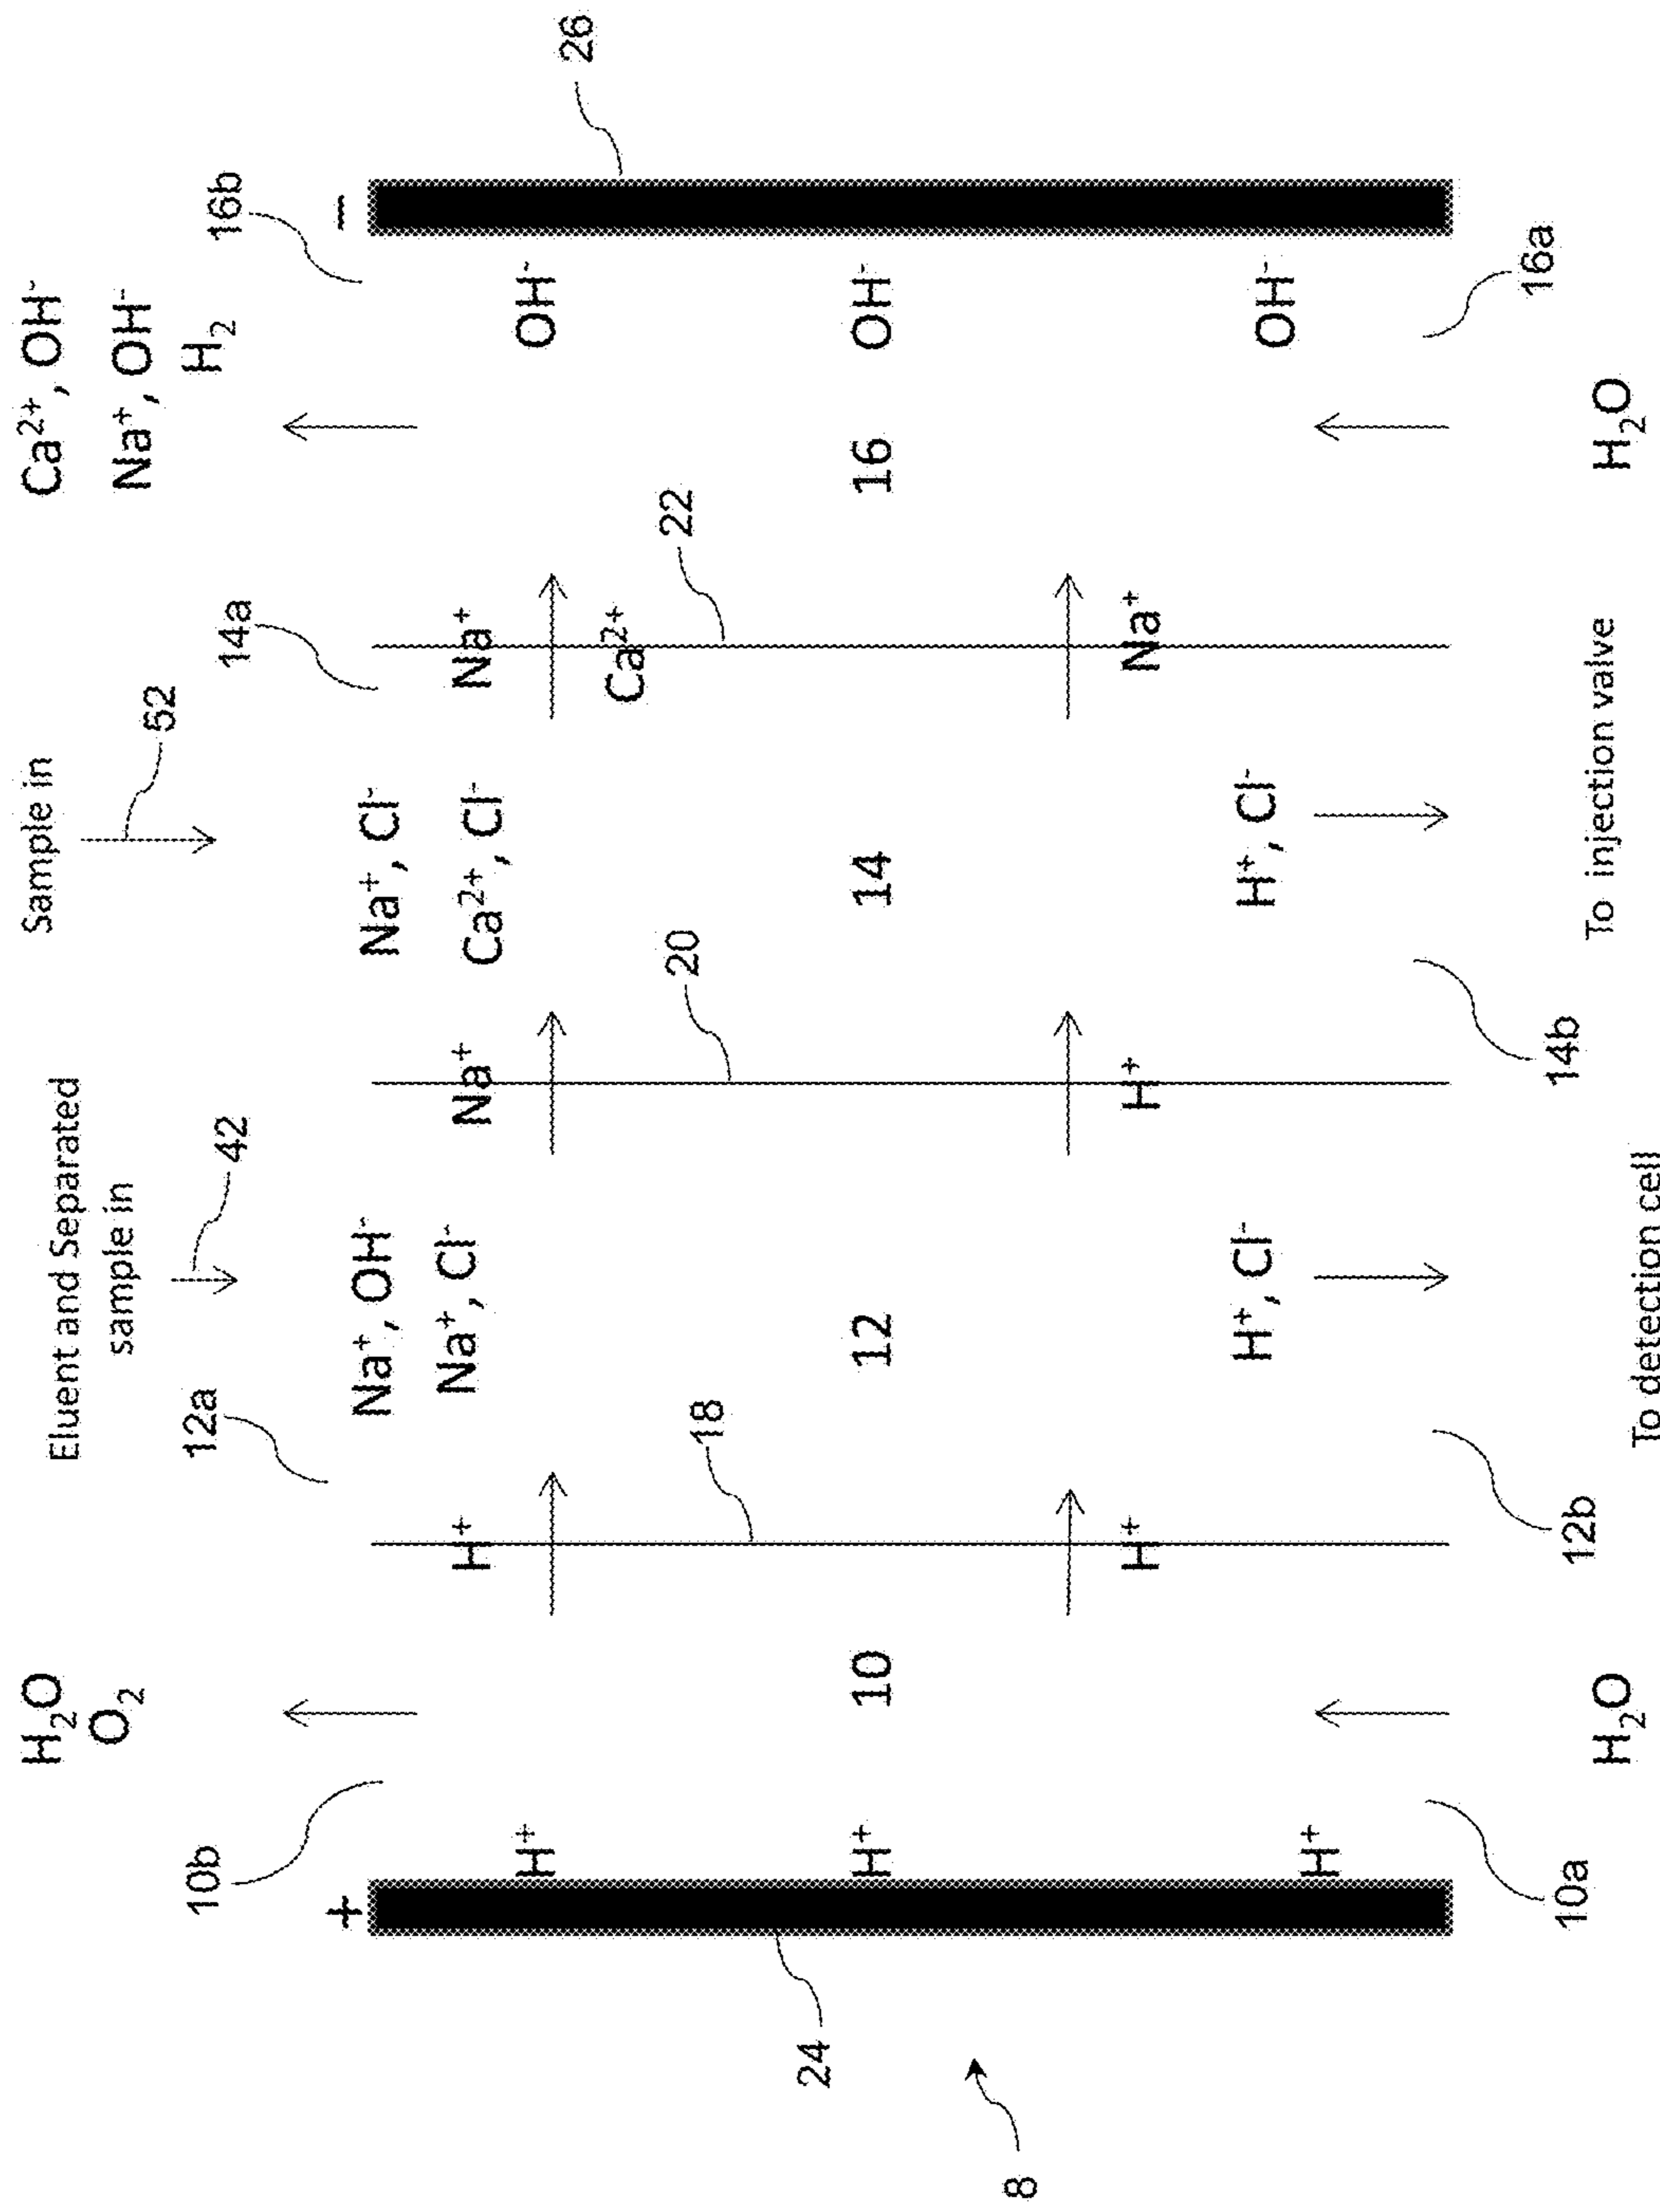 H₂O
O₂
Eluent and Separated
sample in
Sample in
Ca²⁺, OH⁻
Na⁺, OH⁻
H₂
52
10b
12a
42
14a
16b
+
−
Na⁺, OH⁻
Na⁺, Cl⁻
Na⁺, Cl⁻
Ca²⁺, Cl⁻
H⁺
Na⁺
Na⁺
H⁺
OH⁻
26
Ca²⁺
18
20
22
24
H⁺
10
12
14
16
OH⁻
8
H⁺
H⁺
Na⁺
H⁺
H⁺, Cl⁻
H⁺, Cl⁻
OH⁻
10a
12b
14b
16a
H₂O
To detection cell
To injection valve
H₂O